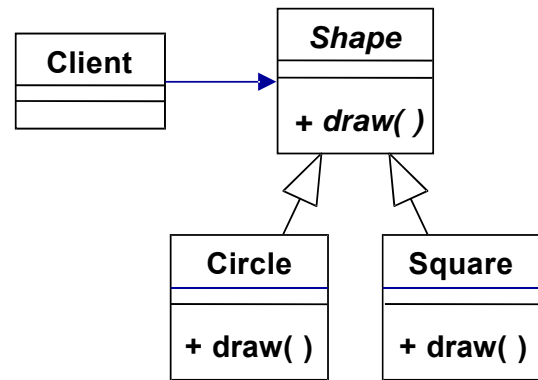 Shape
Client
+ draw( )
Circle
Square
+ draw( )
+ draw( )